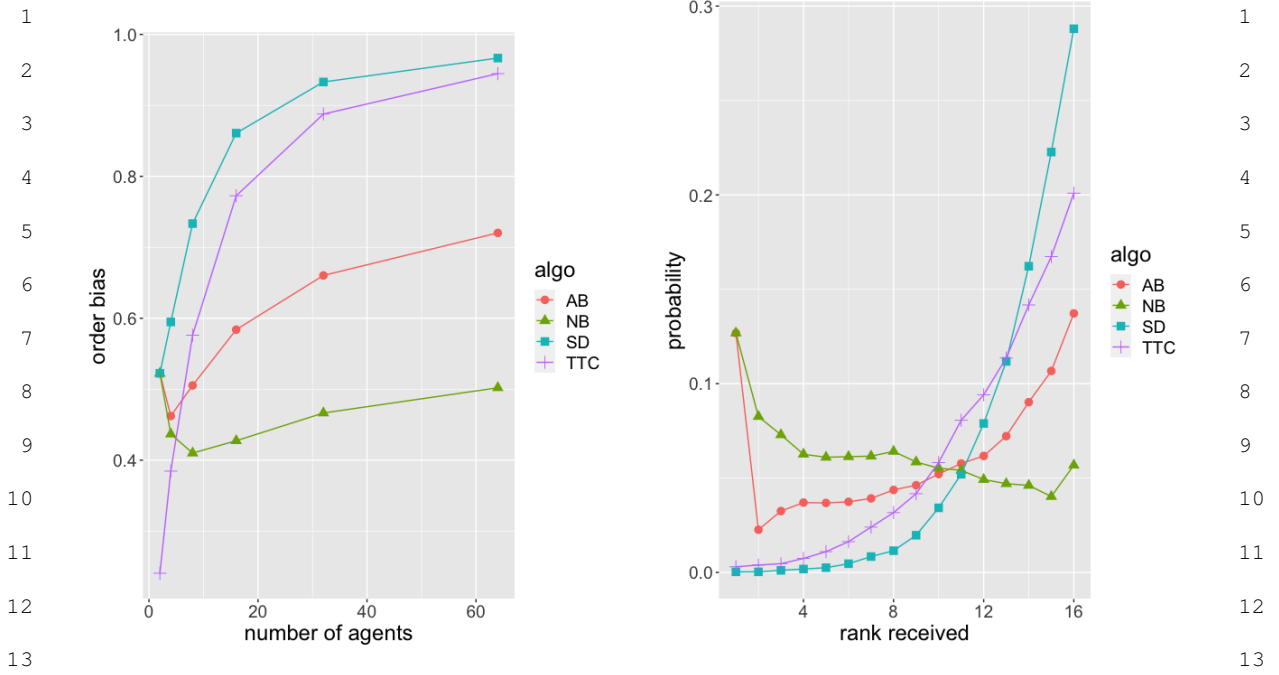 1
2
3
4
5
6
7
8
9
10
11
12
13
1.0
0.8
0.6
0.4
order bias
0 20 40 60
number of agents
algo
AB
NB
SD
TTC
0.3
0.2
0.1
0.0
probability
4 8 12 16
rank received
algo
AB
NB
SD
TTC
1
2
3
4
5
6
7
8
9
10
11
12
13